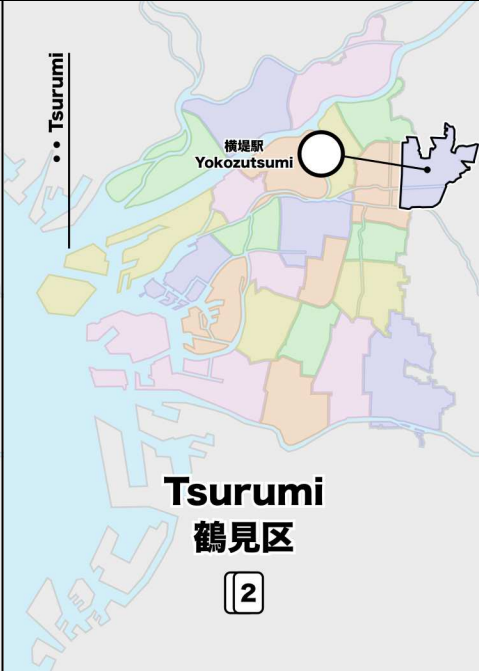 •• Tsurumi
横堤駅
Yokozutsumi
Tsurumi
鶴見区
2